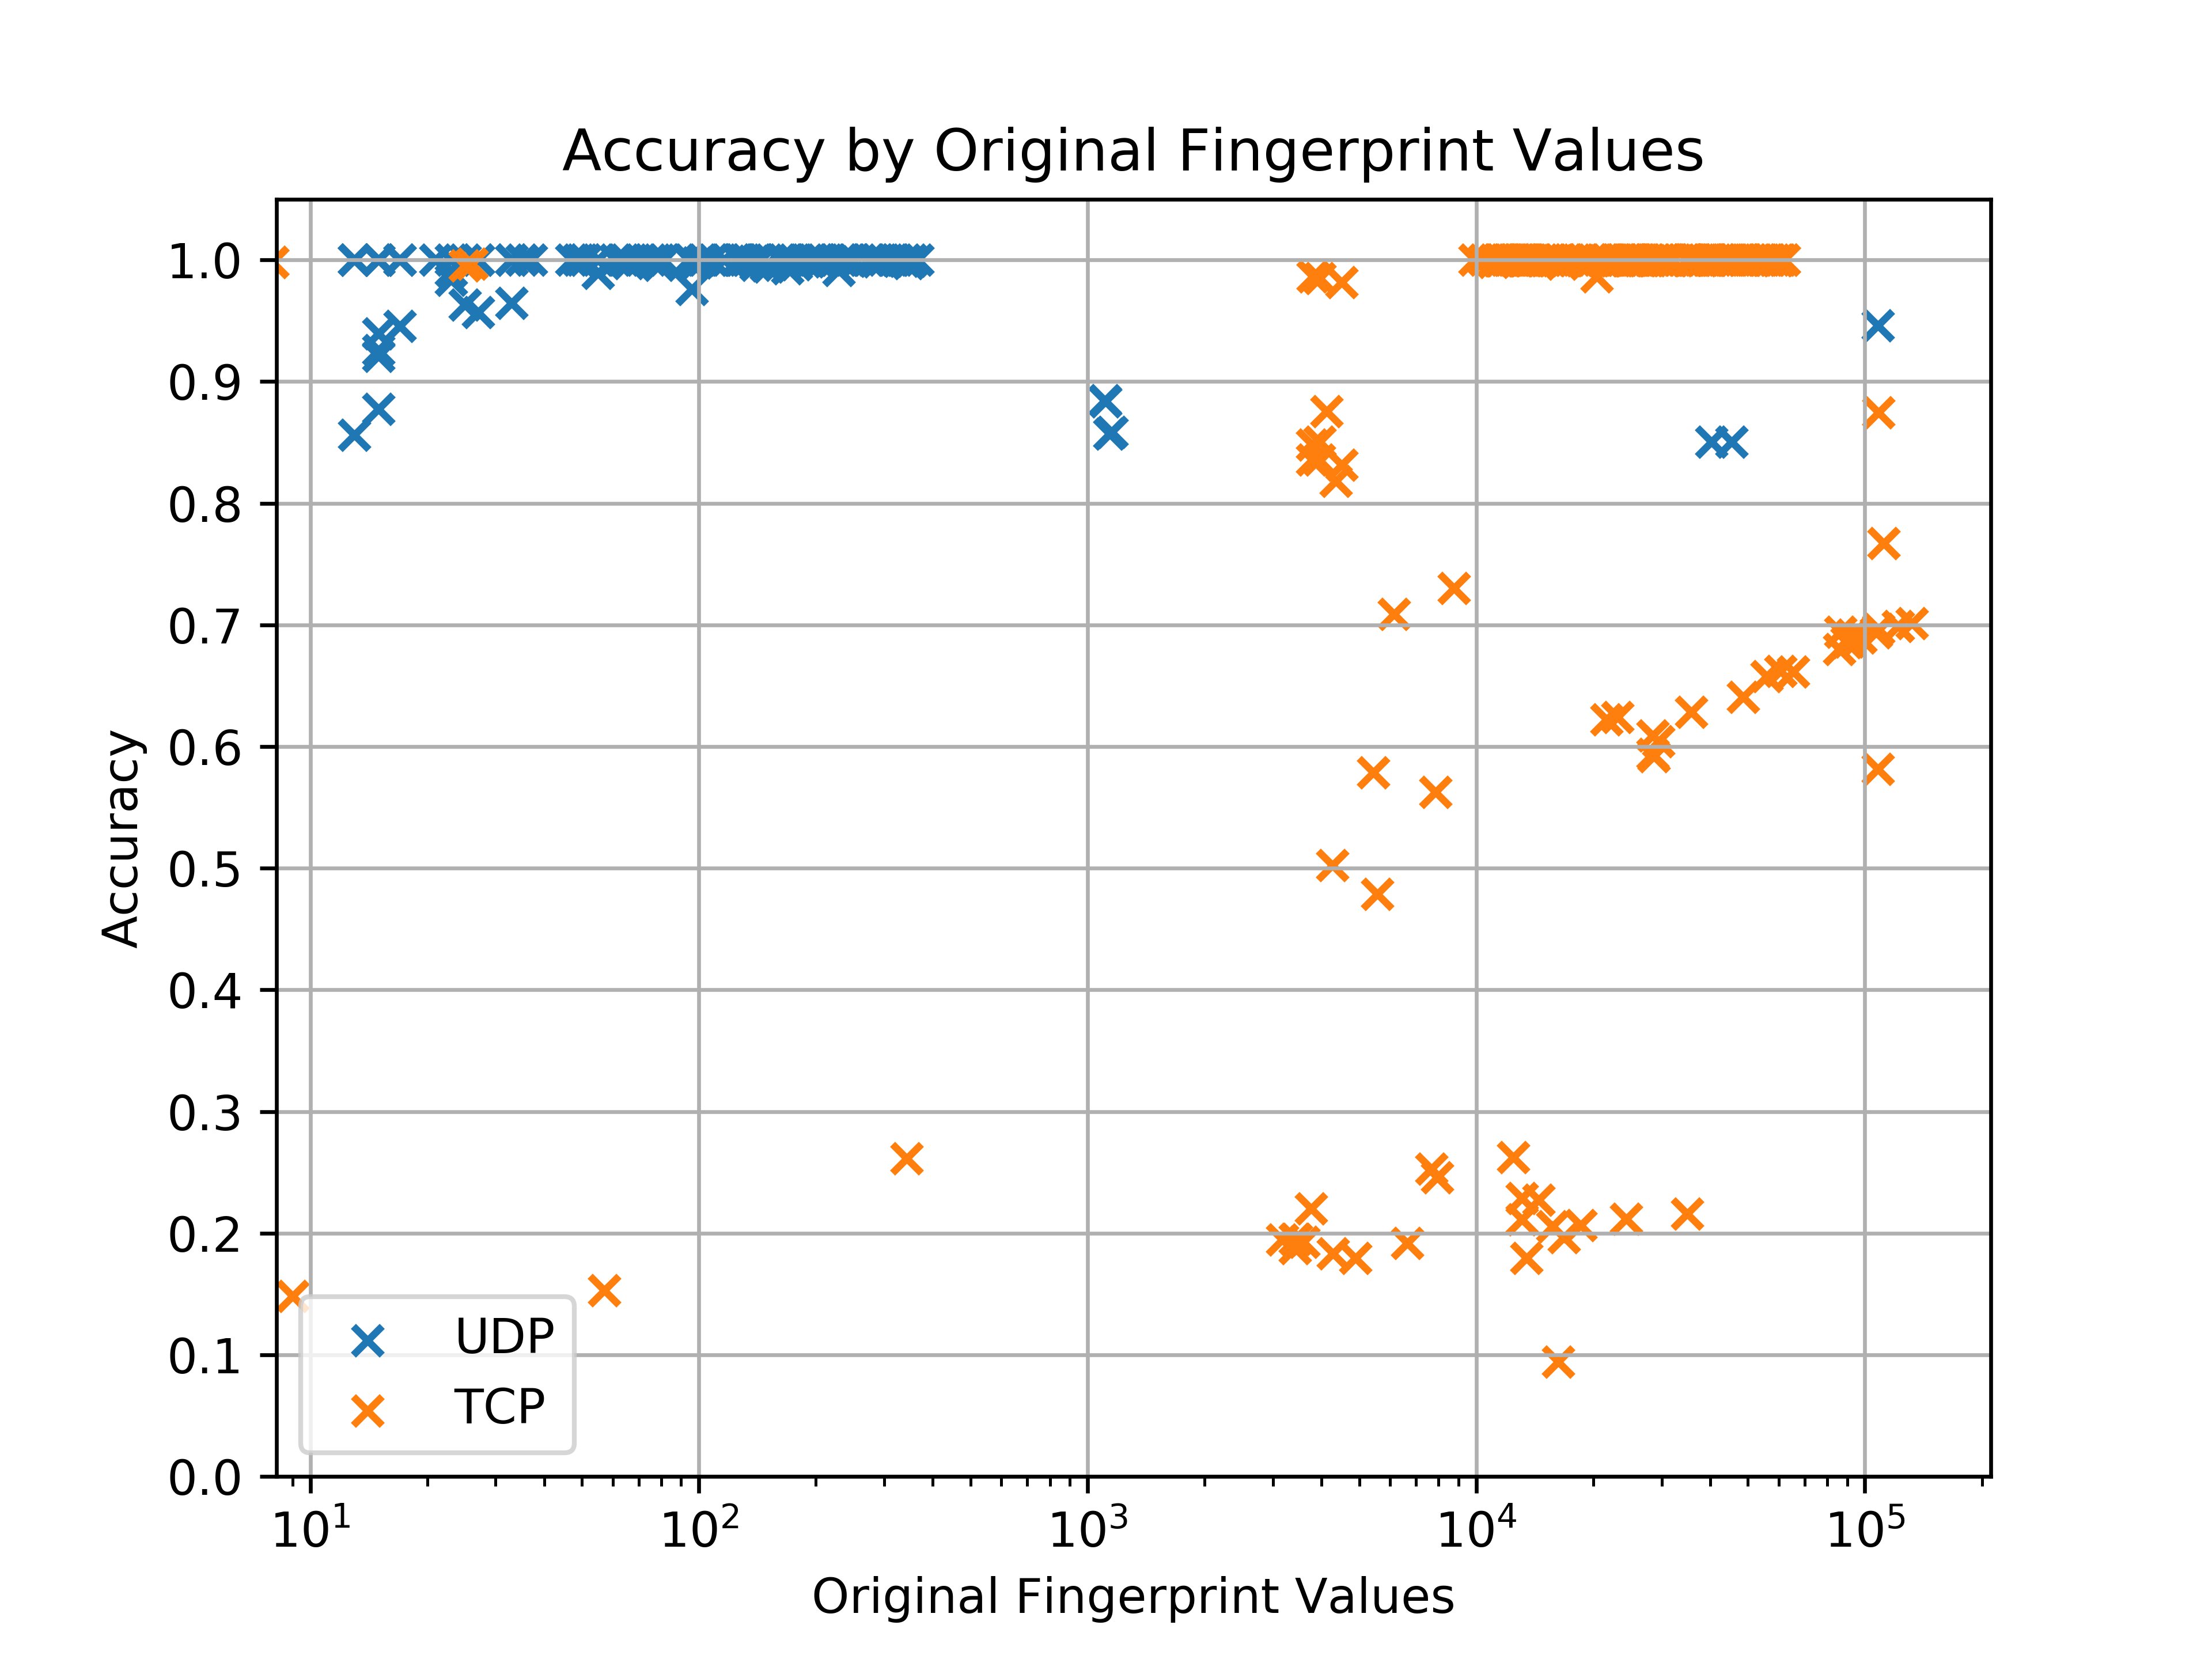 Accuracy by Original Fingerprint Values
1.0
0.9
0.8
0.7
0.6
0.5
0.4
0.3
0.2
0.1
0.0
Accuracy
UDP
TCP
10¹ 10² 10³ 10⁴ 10⁵
Original Fingerprint Values